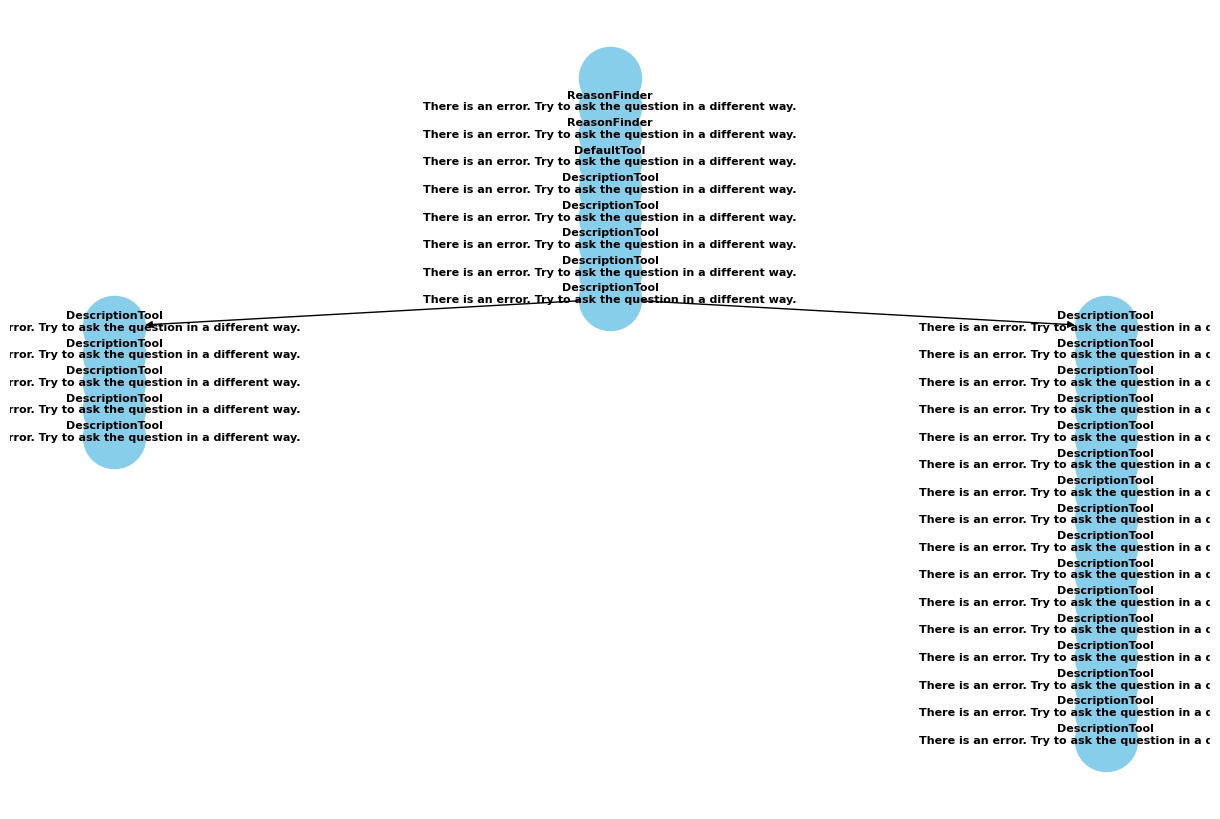 ReasonFinder
There is an error. Try to ask the question in a different way.
ReasonFinder
There is an error. Try to ask the question in a different way.
DefaultTool
There is an error. Try to ask the question in a different way.
DescriptionTool
There is an error. Try to ask the question in a different way.
DescriptionTool
There is an error. Try to ask the question in a different way.
DescriptionTool
There is an error. Try to ask the question in a different way.
DescriptionTool
There is an error. Try to ask the question in a different way.
DescriptionTool
There is an error. Try to ask the question in a different way.
DescriptionTool
rror. Try to ask the question in a different way.
DescriptionTool
rror. Try to ask the question in a different way.
DescriptionTool
rror. Try to ask the question in a different way.
DescriptionTool
rror. Try to ask the question in a different way.
DescriptionTool
rror. Try to ask the question in a different way.
DescriptionTool
There is an error. Try to ask the question in a d
DescriptionTool
There is an error. Try to ask the question in a d
DescriptionTool
There is an error. Try to ask the question in a d
DescriptionTool
There is an error. Try to ask the question in a d
DescriptionTool
There is an error. Try to ask the question in a d
DescriptionTool
There is an error. Try to ask the question in a d
DescriptionTool
There is an error. Try to ask the question in a d
DescriptionTool
There is an error. Try to ask the question in a d
DescriptionTool
There is an error. Try to ask the question in a d
DescriptionTool
There is an error. Try to ask the question in a d
DescriptionTool
There is an error. Try to ask the question in a d
DescriptionTool
There is an error. Try to ask the question in a d
DescriptionTool
There is an error. Try to ask the question in a d
DescriptionTool
There is an error. Try to ask the question in a d
DescriptionTool
There is an error. Try to ask the question in a d
DescriptionTool
There is an error. Try to ask the question in a d